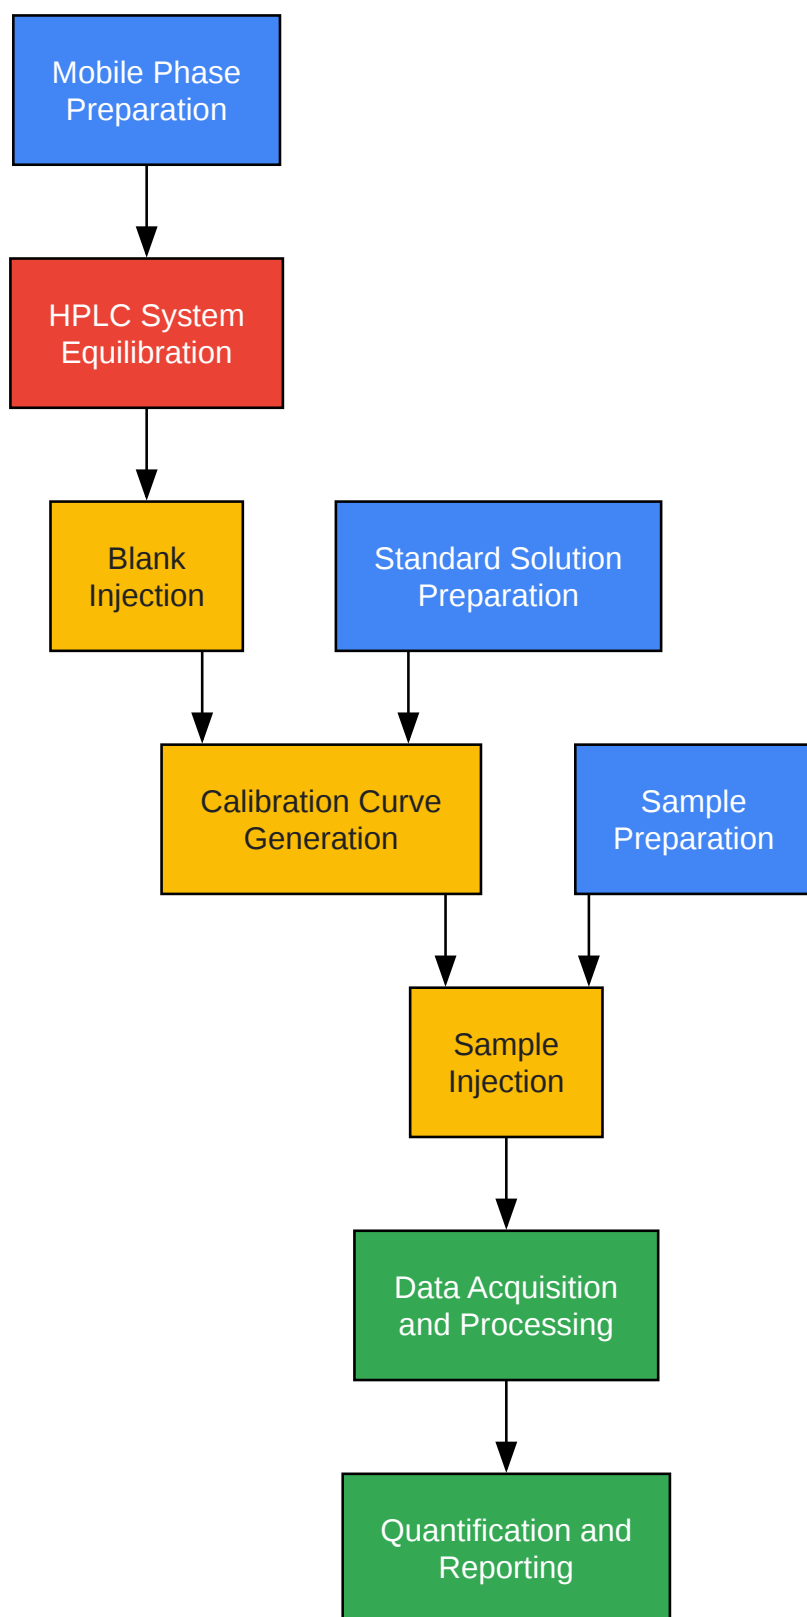 Mobile Phase
Preparation
HPLC System
Equilibration
Blank
Injection
Standard Solution
Preparation
Calibration Curve
Generation
Sample
Preparation
Sample
Injection
Data Acquisition
and Processing
Quantification and
Reporting